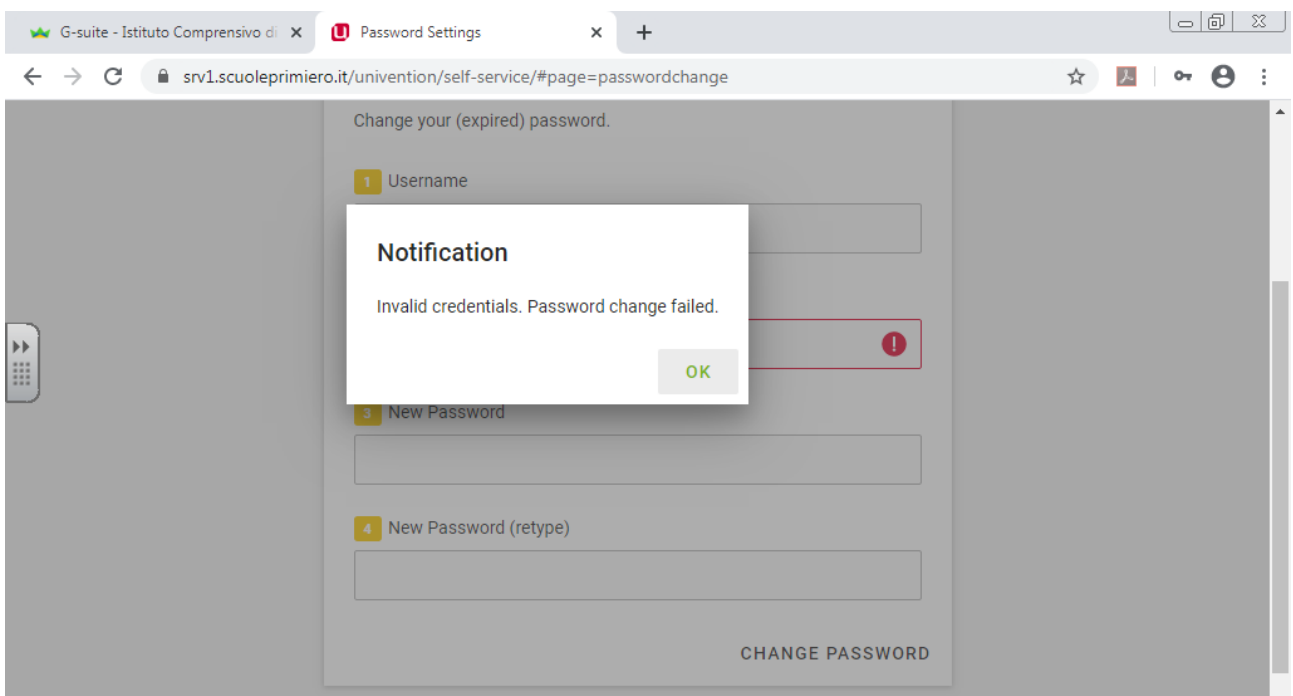 G-suite - Istituto Comprensivo di
Password Settings
srv1.scuoleprimiero.it/univention/self-service/#page=passwordchange
Change your (expired) password.
1 Username
Notification
Invalid credentials. Password change failed.
OK
3 New Password
4 New Password (retype)
CHANGE PASSWORD